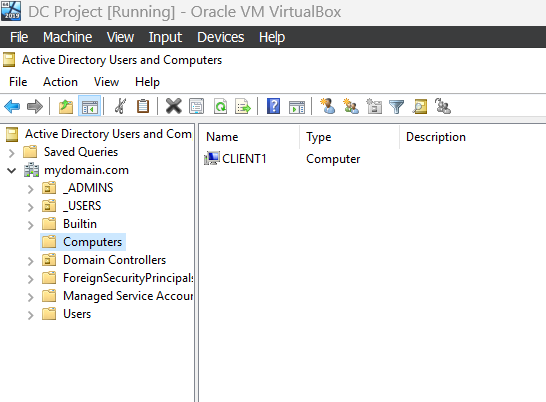 2019
DC Project [Running] - Oracle VM VirtualBox
File Machine View Input Devices Help
Active Directory Users and Computers
File Action View Help
Active Directory Users and Com
Saved Queries
mydomain.com
_ADMINS
_USERS
Builtin
Computers
Domain Controllers
ForeignSecurityPrincipals
Managed Service Accour
Users
Name Type Description
CLIENT1 Computer